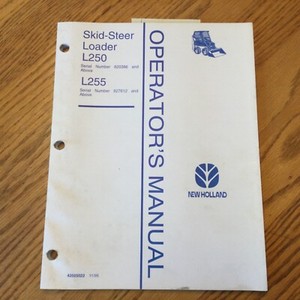 Skid-Steer
Loader
L250
Serial Number and
Above
L255
Serial Number and
Above
OPERATOR'S MANUAL
NEW HOLLAND